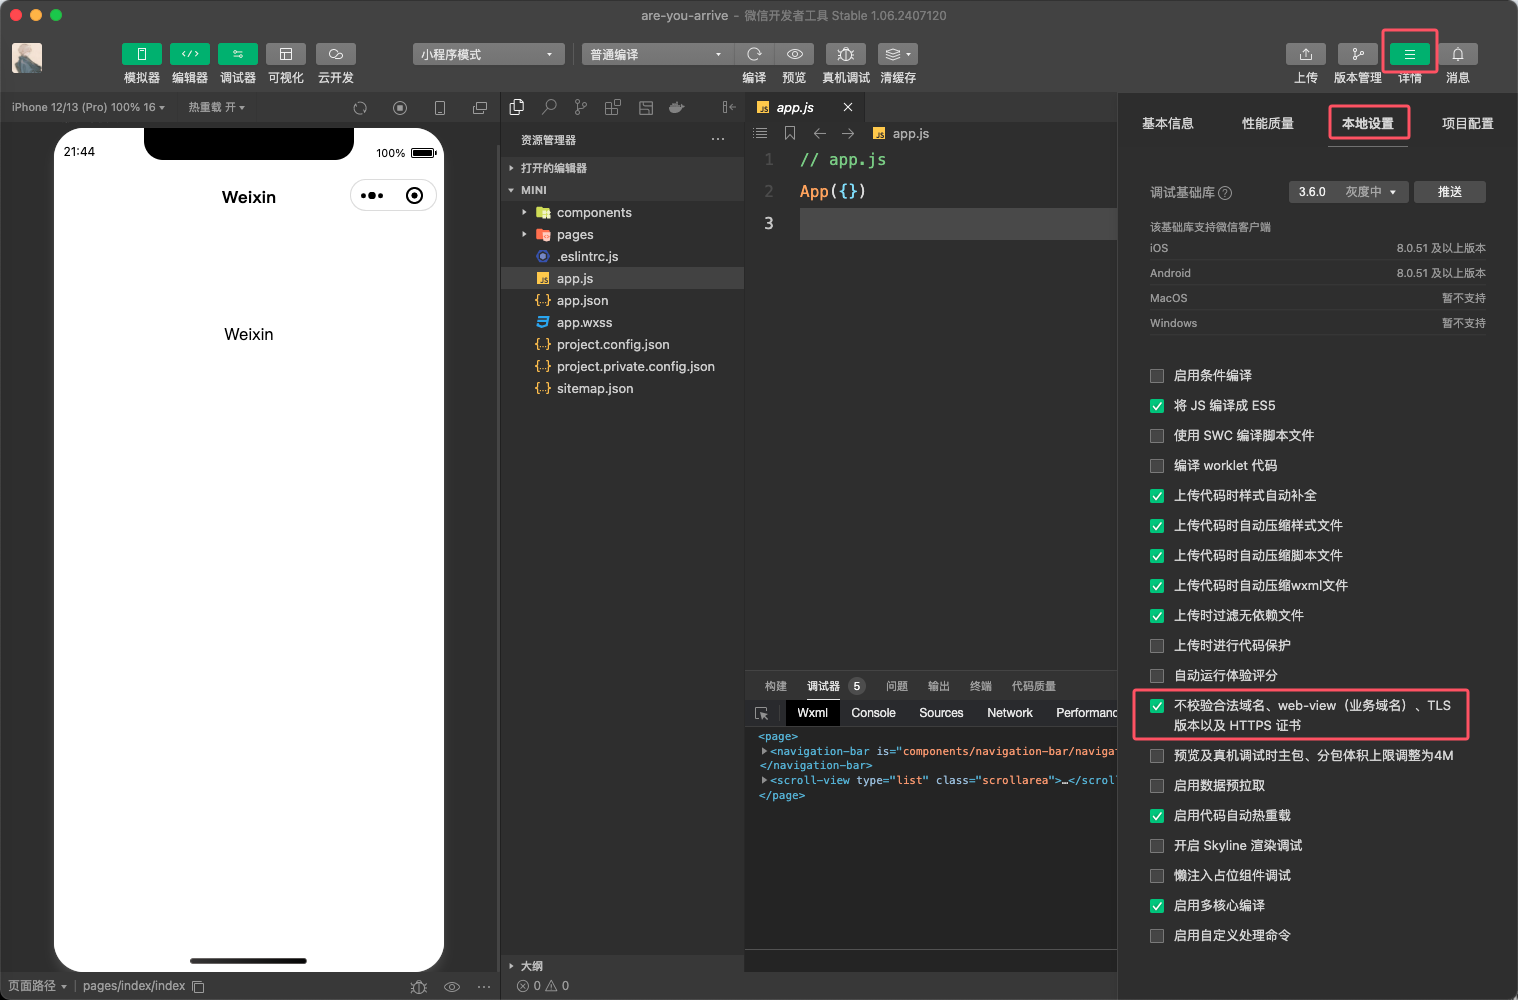 are-you-arrive - 微信开发者工具 Stable 1.06.2407120
模拟器 编辑器 调试器 可视化 云开发
小程序模式 普通编译
编译 预览 真机调试 清缓存
上传 版本管理 详情 消息
iPhone 12/13 (Pro) 100% 16 热重载 开
21:44 100%
Weixin
Weixin
页面路径 pages/index/index
资源管理器
打开的编辑器
MINI
components
pages
.eslintrc.js
app.js
app.json
app.wxss
project.config.json
project.private.config.json
sitemap.json
大纲
0 0
JS app.js
JS app.js
1 // app.js
2 App({})
3
构建 调试器 5 问题 输出 终端 代码质量
Wxml Console Sources Network Performanc
<page>
<navigation-bar is="components/navigation-bar/navigat
</navigation-bar>
<scroll-view type="list" class="scrollarea">…</scroll
</page>
基本信息 性能质量 本地设置 项目配置
调试基础库 ? 3.6.0 灰度中 推送
该基础库支持微信客户端
iOS 8.0.51 及以上版本
Android 8.0.51 及以上版本
MacOS 暂不支持
Windows 暂不支持
启用条件编译
将 JS 编译成 ES5
使用 SWC 编译脚本文件
编译 worklet 代码
上传代码时样式自动补全
上传代码时自动压缩样式文件
上传代码时自动压缩脚本文件
上传代码时自动压缩wxml文件
上传时过滤无依赖文件
上传时进行代码保护
自动运行体验评分
不校验合法域名、web-view（业务域名）、TLS
版本以及 HTTPS 证书
预览及真机调试时主包、分包体积上限调整为4M
启用数据预拉取
启用代码自动热重载
开启 Skyline 渲染调试
懒注入占位组件调试
启用多核心编译
启用自定义处理命令